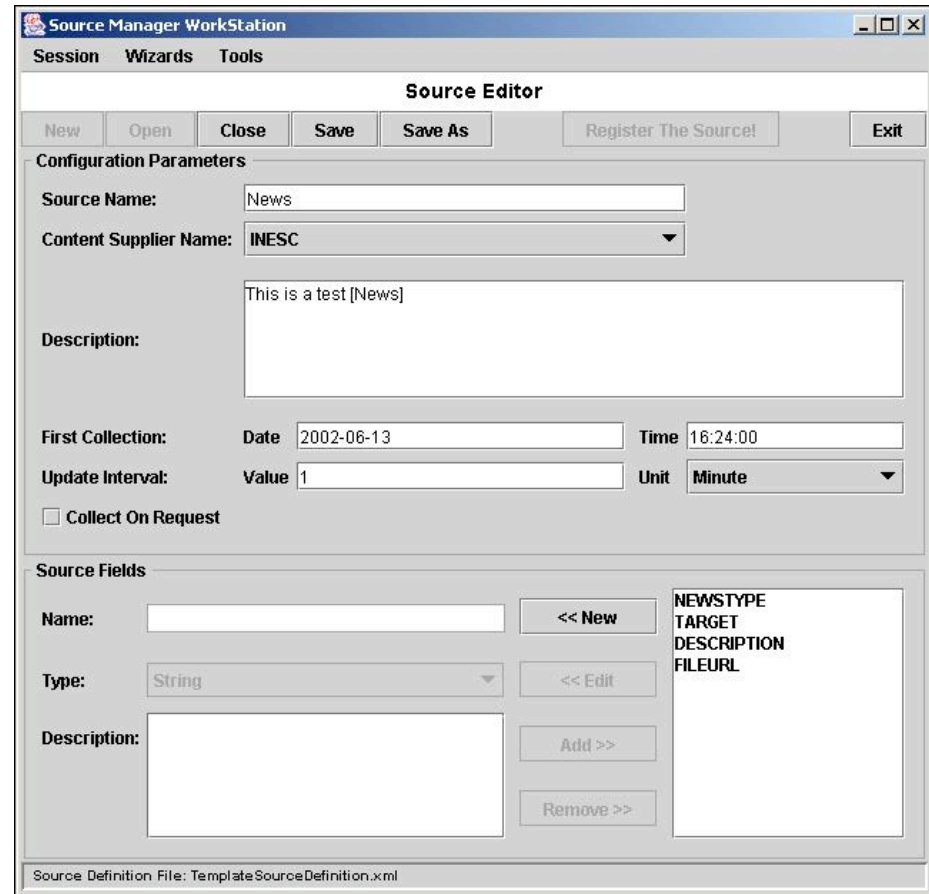 Source Manager WorkStation
Session Wizards Tools
Source Editor
New Open Close Save Save As Register The Source! Exit
Configuration Parameters
Source Name: News
Content Supplier Name: INESC
This is a test [News]
Description:
First Collection: Date 2002-06-13 Time 16:24:00
Update Interval: Value 1 Unit Minute
Collect On Request
Source Fields
Name: << New
NEWSTYPE
TARGET
DESCRIPTION
FILEURL
Type: String << Edit
Description: Add >>
Remove >>
Source Definition File: TemplateSourceDefinition.xml